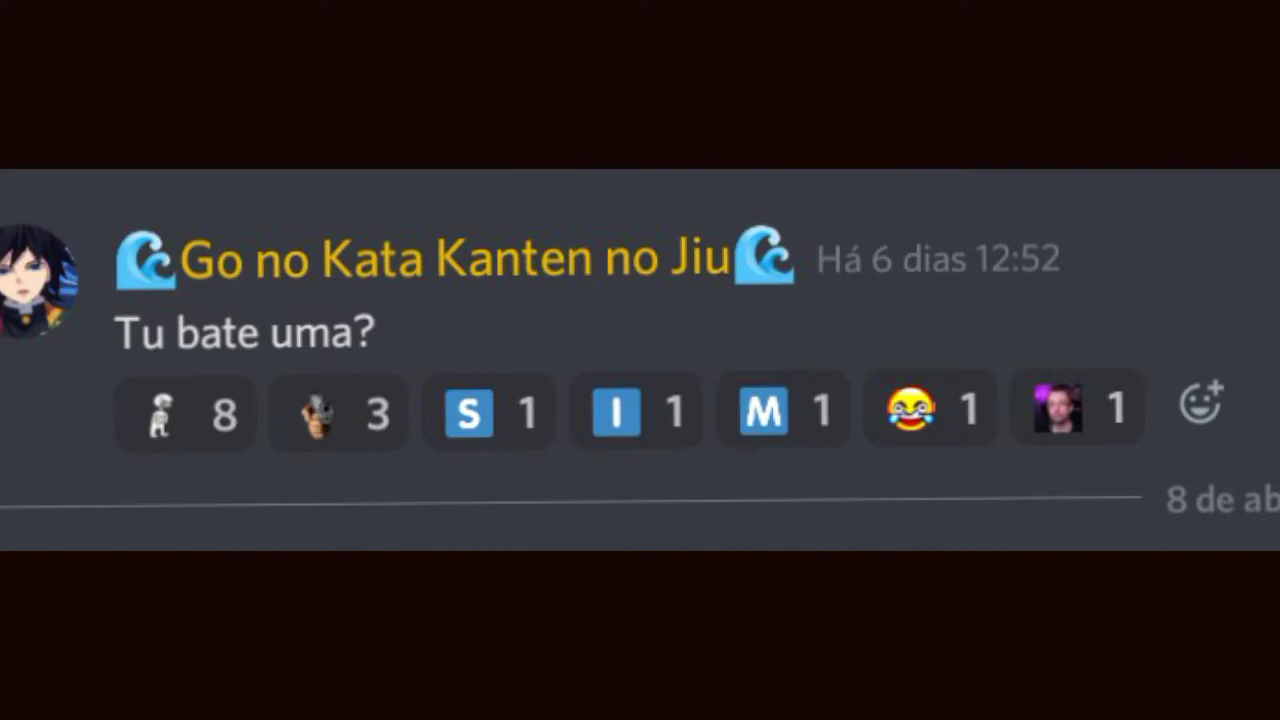 🌊Go no Kata Kanten no Jiu🌊 Há 6 dias 12:52
Tu bate uma?
8 3 S 1 I 1 M 1 1 1
8 de ab